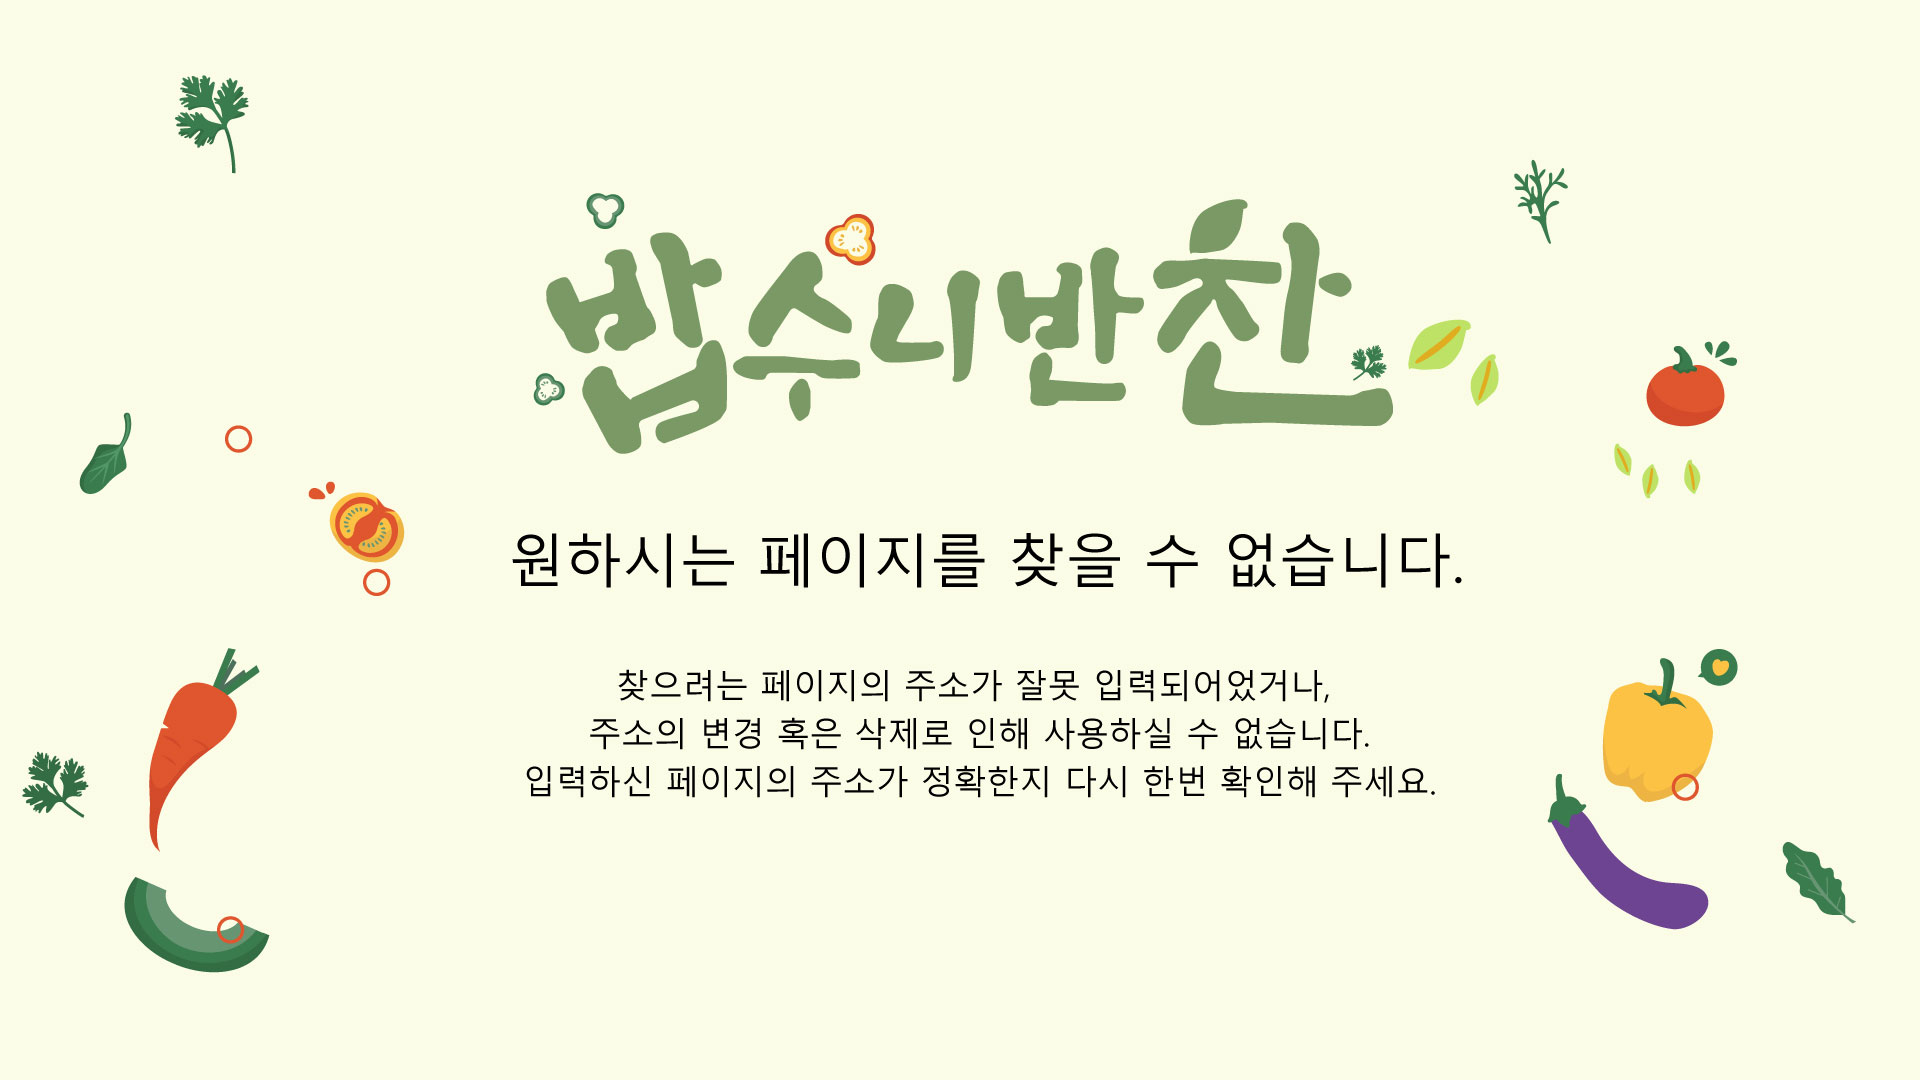 밥수니반찬
원하시는 페이지를 찾을 수 없습니다.
찾으려는 페이지의 주소가 잘못 입력되어었거나,
주소의 변경 혹은 삭제로 인해 사용하실 수 없습니다.
입력하신 페이지의 주소가 정확한지 다시 한번 확인해 주세요.